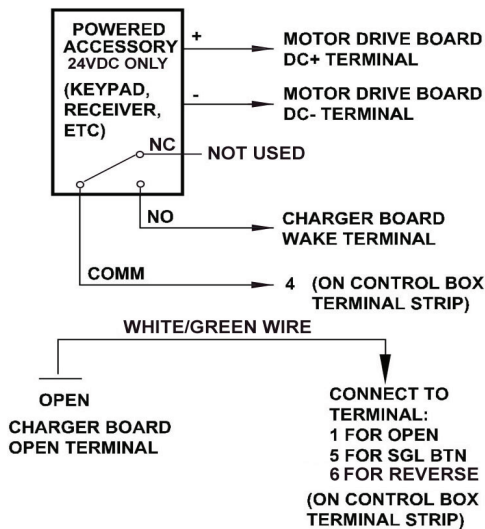 POWERED
ACCESSORY
24VDC ONLY
(KEYPAD,
RECEIVER,
ETC)
+
MOTOR DRIVE BOARD
DC+ TERMINAL
-
MOTOR DRIVE BOARD
DC- TERMINAL
NC
NOT USED
NO
CHARGER BOARD
WAKE TERMINAL
COMM
4 (ON CONTROL BOX
TERMINAL STRIP)
WHITE/GREEN WIRE
OPEN
CHARGER BOARD
OPEN TERMINAL
CONNECT TO
TERMINAL:
1 FOR OPEN
5 FOR SGL BTN
6 FOR REVERSE
(ON CONTROL BOX
TERMINAL STRIP)